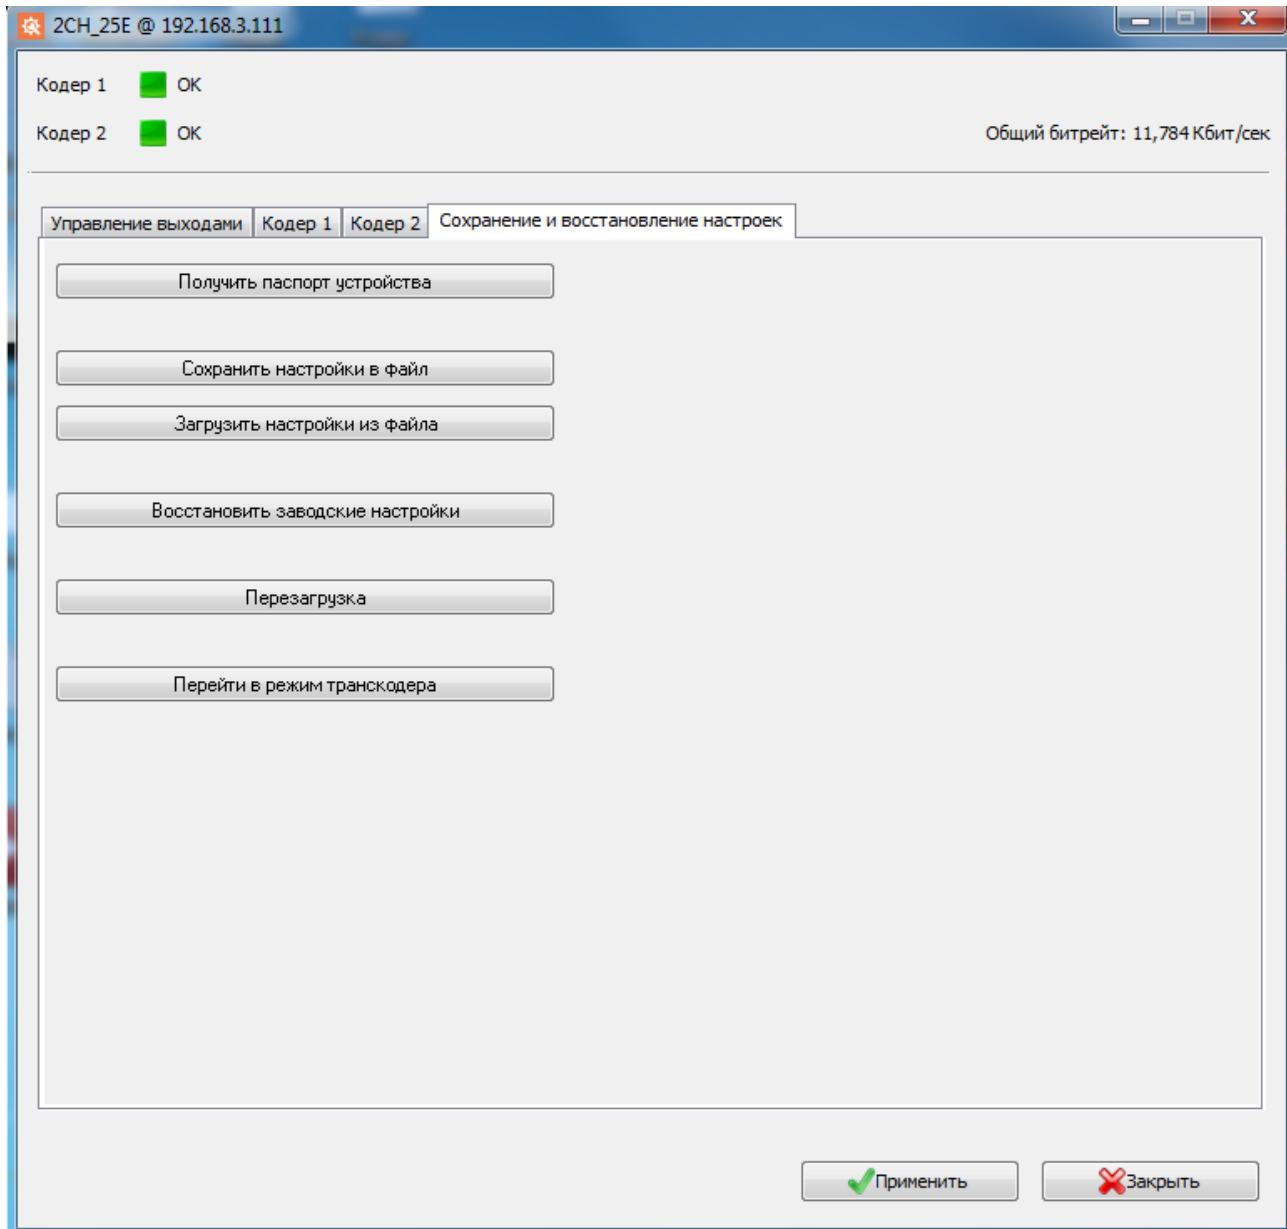 2CH_25E @ 192.168.3.111
Кодер 1 OK
Кодер 2 OK Общий битрейт: 11,784 Кбит/сек
Управление выходами Кодер 1 Кодер 2 Сохранение и восстановление настроек
Получить паспорт устройства
Сохранить настройки в файл
Загрузить настройки из файла
Восстановить заводские настройки
Перезагрузка
Перейти в режим транскодера
Применить Закрыть